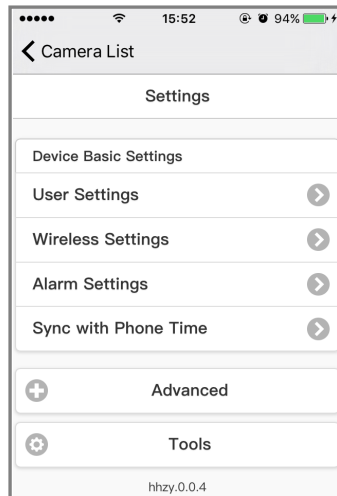 15:52
94%
Camera List
Settings
Device Basic Settings
User Settings
Wireless Settings
Alarm Settings
Sync with Phone Time
Advanced
Tools
hhzy.0.0.4